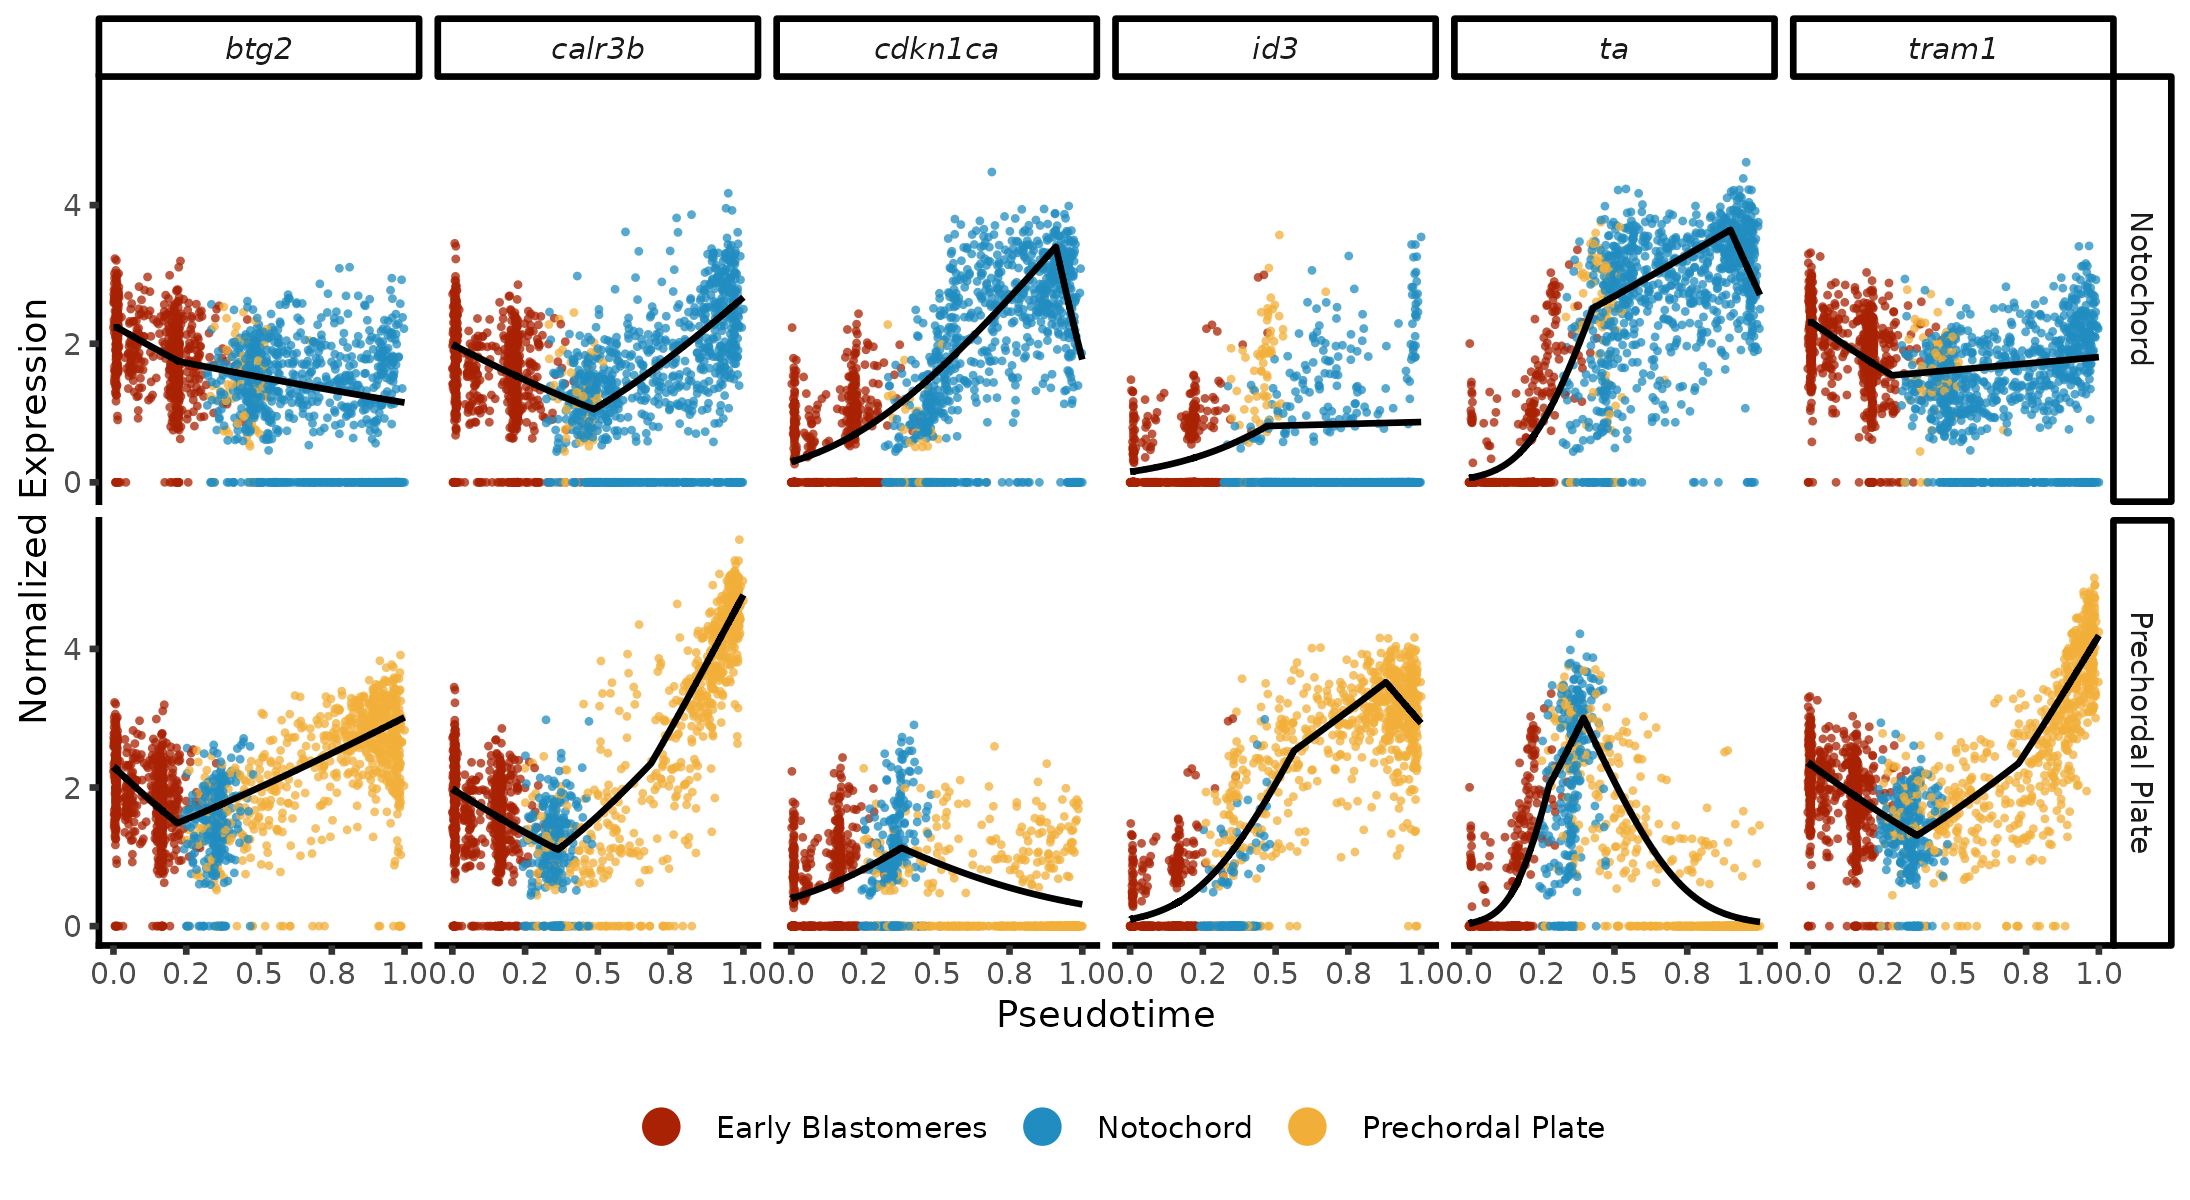 btg2 calr3b cdkn1ca id3 ta tram1
Normalized Expression
4
2
0
Notochord
4
2
0
Prechordal Plate
0.0 0.2 0.5 0.8 1.0 0.0 0.2 0.5 0.8 1.0 0.0 0.2 0.5 0.8 1.0 0.0 0.2 0.5 0.8 1.0 0.0 0.2 0.5 0.8 1.0 0.0 0.2 0.5 0.8 1.0
Pseudotime
Early Blastomeres Notochord Prechordal Plate